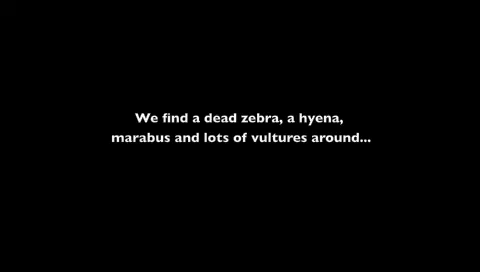 We find a dead zebra, a hyena,
marabus and lots of vultures around...